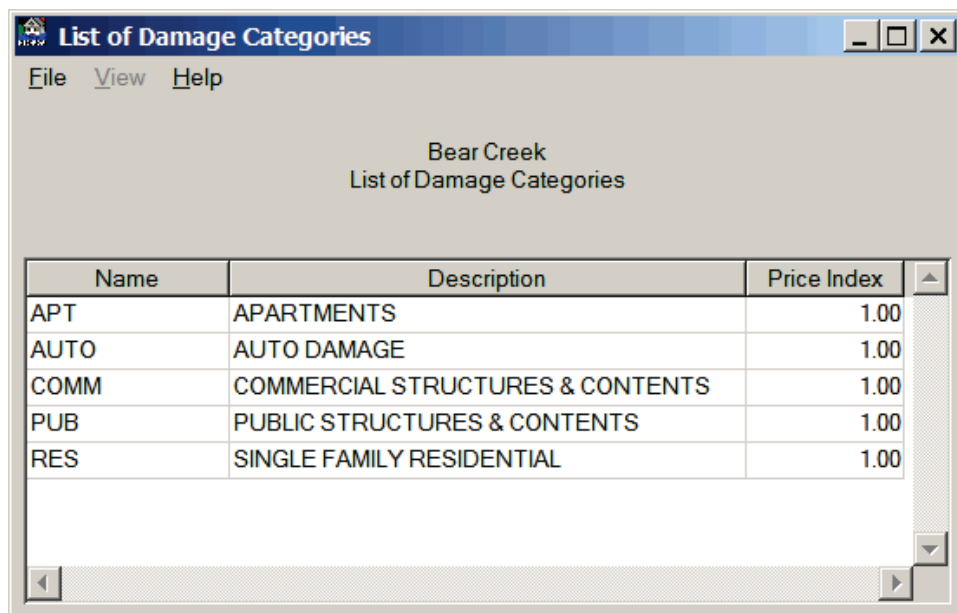 List of Damage Categories
File View Help
Bear Creek
List of Damage Categories
Name Description Price Index
APT APARTMENTS 1.00
AUTO AUTO DAMAGE 1.00
COMM COMMERCIAL STRUCTURES & CONTENTS 1.00
PUB PUBLIC STRUCTURES & CONTENTS 1.00
RES SINGLE FAMILY RESIDENTIAL 1.00